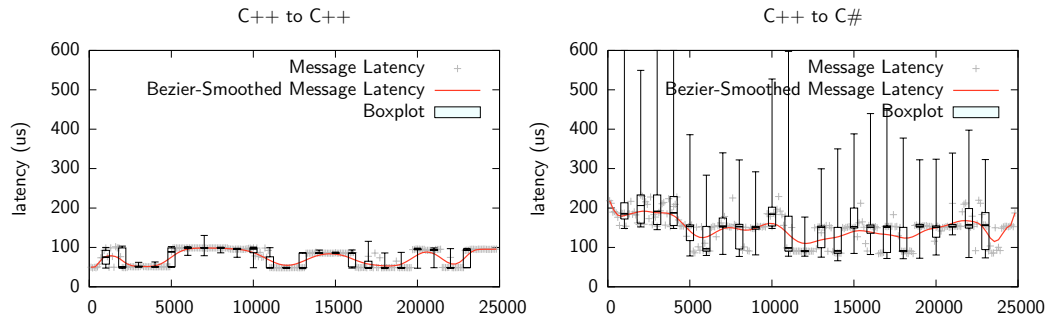 C++ to C++
600
500
400
300
200
100
0
latency (us)
Message Latency
Bezier-Smoothed Message Latency
Boxplot
0 5000 10000 15000 20000 25000
C++ to C#
600
500
400
300
200
100
0
latency (us)
Message Latency
Bezier-Smoothed Message Latency
Boxplot
0 5000 10000 15000 20000 25000